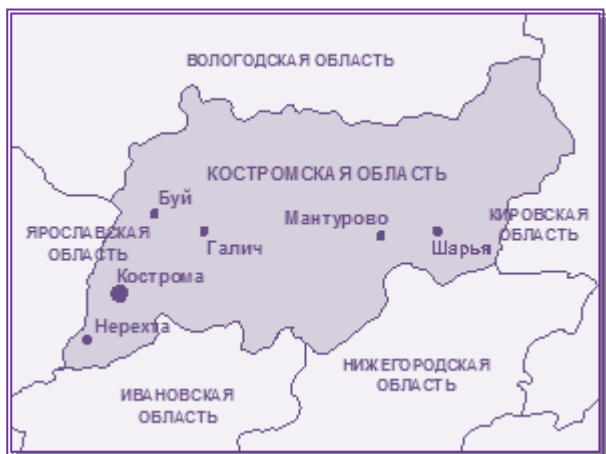 ВОЛОГОДСКАЯ ОБЛАСТЬ
КОСТРОМСКАЯ ОБЛАСТЬ
Буй
Мантурово
КИРОВСКАЯ
ОБЛАСТЬ
ЯРОСЛАВСКАЯ
ОБЛАСТЬ
Галич
Шарья
Кострома
Нерехта
НИЖЕГОРОДСКАЯ
ОБЛАСТЬ
ИВАНОВСКАЯ
ОБЛАСТЬ